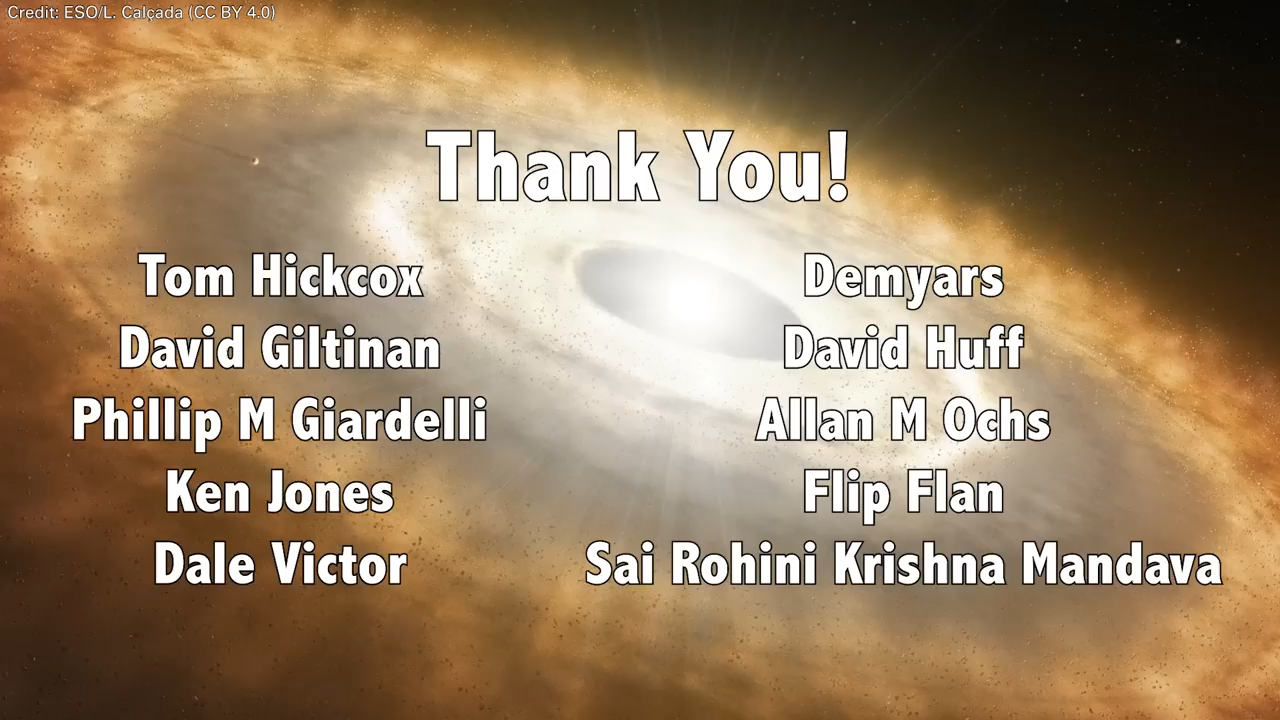 Credit: ESO/L. Calçada (CC BY 4.0)
Thank You!
Tom Hickcox
David Giltinan
Phillip M Giardelli
Ken Jones
Dale Victor
Demyars
David Huff
Allan M Ochs
Flip Flan
Sai Rohini Krishna Mandava